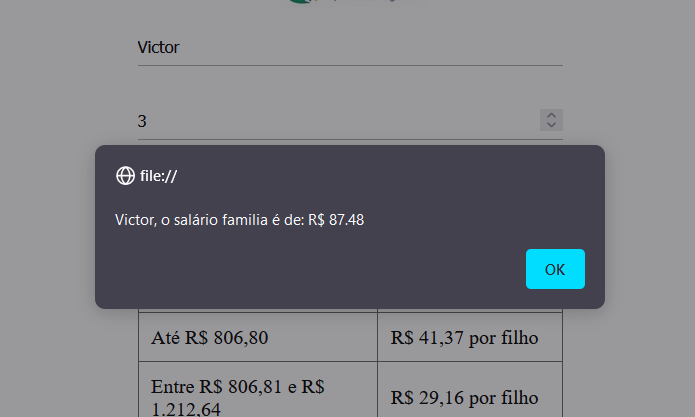 Victor
3
file://
Victor, o salário familia é de: R$ 87.48
OK
Até R$ 806,80
R$ 41,37 por filho
Entre R$ 806,81 e R$
1.212,64
R$ 29,16 por filho